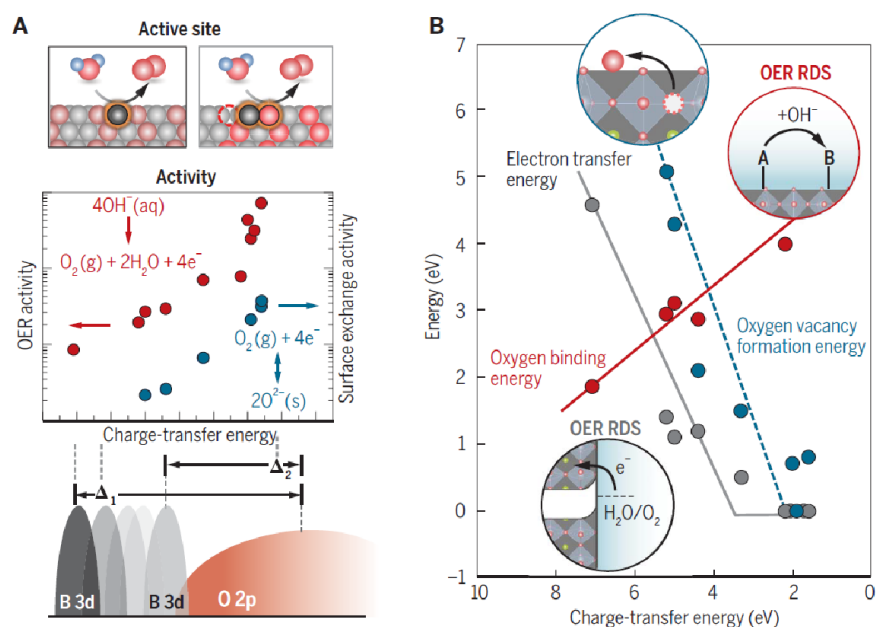 A
Active site
Activity
4OH⁻(aq)
O₂(g) + 2H₂O + 4e⁻
OER activity
Surface exchange activity
O₂(g) + 4e⁻
2O²⁻(s)
Charge-transfer energy
Δ₂
Δ₁
B 3d
B 3d
O 2p
B
7
6
5
4
3
2
1
0
−1
Energy (eV)
10
8
6
4
2
0
Charge-transfer energy (eV)
Electron transfer
energy
OER RDS
+OH⁻
A
B
Oxygen binding
energy
Oxygen vacancy
formation energy
OER RDS
e⁻
H₂O/O₂